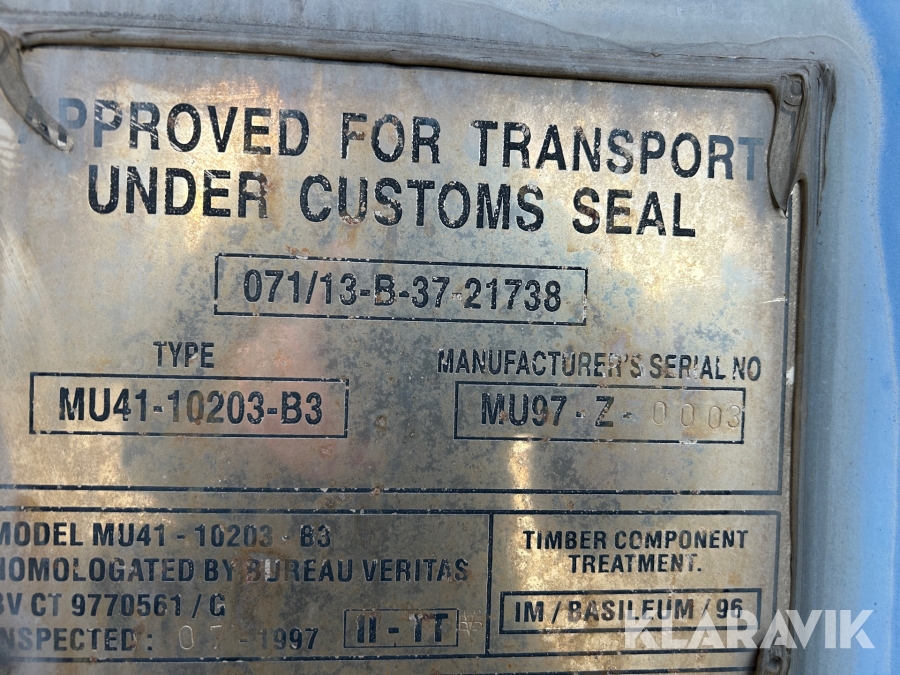 APPROVED FOR TRANSPORT
UNDER CUSTOMS SEAL
071/13-B-37-21738
TYPE
MANUFACTURER'S SERIAL NO
MU41-10203-B3
MU97 - Z - 0003
MODEL MU41 - 10203 - B3
HOMOLOGATED BY BUREAU VERITAS
BV CT 9770561 / G
INSPECTED : 07 - 1997
II - TT
TIMBER COMPONENT
TREATMENT.
IM / BASILEUM / 96
KLARAVIK